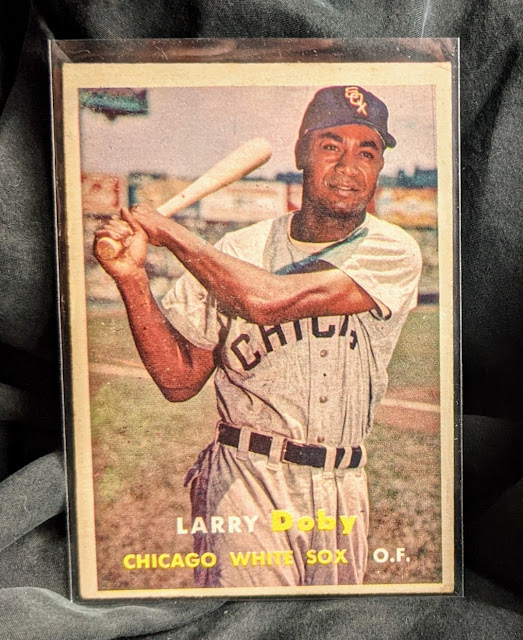 SOX
CHICA
LARRY Doby
CHICAGO WHITE SOX O.F.